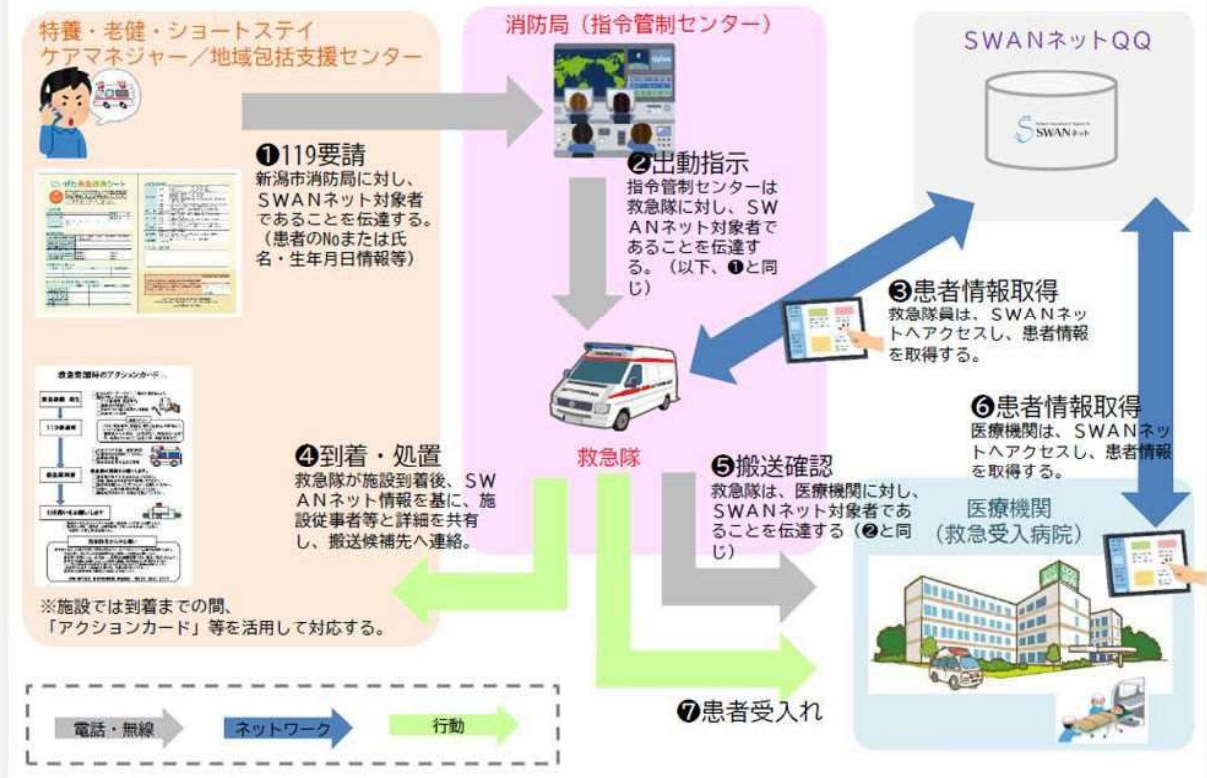 特養・老健・ショートステイ
ケアマネジャー／地域包括支援センター
消防局（指令管制センター）
SWANネットQQ
SWANネット
❶119要請
新潟市消防局に対し、
ＳＷＡＮネット対象者
であることを伝達する。
（患者のNoまたは氏
名・生年月日情報等）
❷出動指示
指令管制センターは
救急隊に対し、ＳＷ
ＡＮネット対象者で
あることを伝達す
る。（以下、❶と同
じ）
❸患者情報取得
救急隊員は、ＳＷＡＮネッ
トへアクセスし、患者情報
を取得する。
救急要請時のアクションカード
❹到着・処置
救急隊が施設到着後、ＳＷ
ＡＮネット情報を基に、施
設従事者等と詳細を共有
し、搬送候補先へ連絡。
救急隊
❺搬送確認
救急隊は、医療機関に対し、
ＳＷＡＮネット対象者であ
ることを伝達する（❷と同
じ）
❻患者情報取得
医療機関は、ＳＷＡＮネッ
トへアクセスし、患者情報
を取得する。
医療機関
（救急受入病院）
※施設では到着までの間、
「アクションカード」等を活用して対応する。
❼患者受入れ
電話・無線
ネットワーク
行動